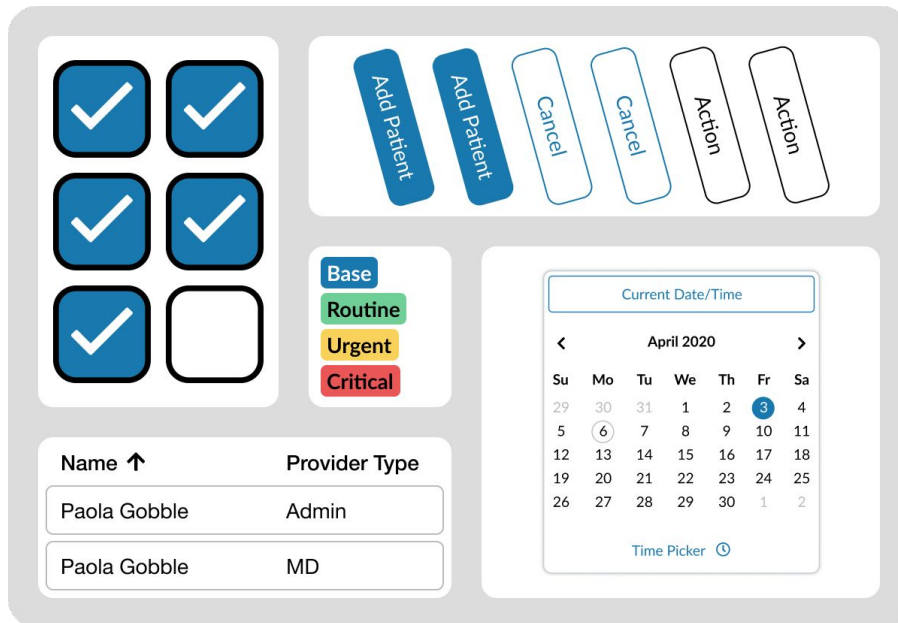 Add Patient
Add Patient
Cancel
Cancel
Action
Action
Base
Routine
Urgent
Critical
Current Date/Time
April 2020
Su Mo Tu We Th Fr Sa
29 30 31 1 2 3 4
5 6 7 8 9 10 11
12 13 14 15 16 17 18
19 20 21 22 23 24 25
26 27 28 29 30 1 2
Time Picker
Name Provider Type
Paola Gobble Admin
Paola Gobble MD